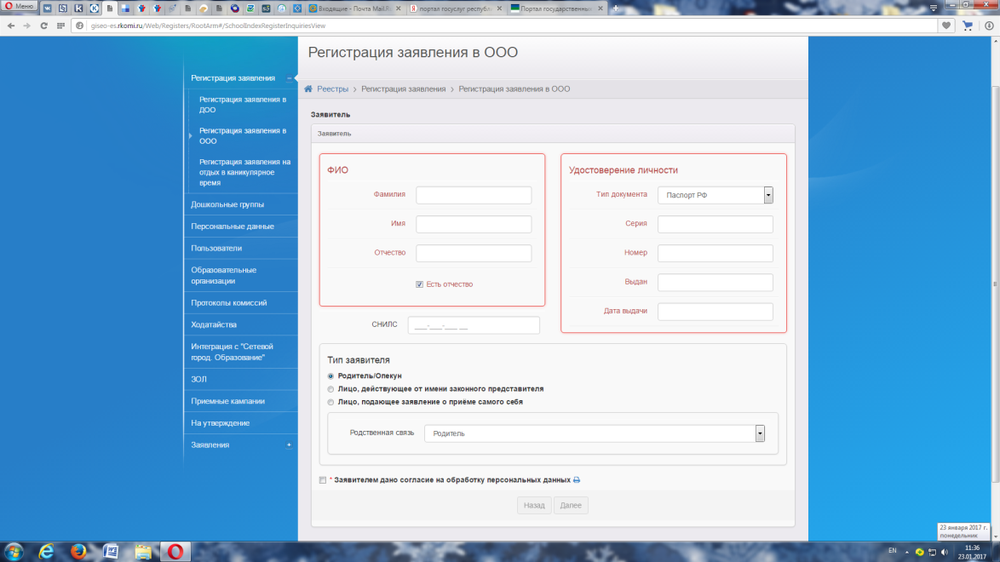 Меню
Входящие - Почта Mail.R
портал госуслуг республ
Портал государственны
giseo-es.rkomi.ru/Web/Registers/RootArm#/SchoolIndexRegisterInquiriesView
Регистрация заявления
Регистрация заявления в
ДОО
Регистрация заявления в
ООО
Регистрация заявления на
отдых в каникулярное
время
Дошкольные группы
Персональные данные
Пользователи
Образовательные
организации
Протоколы комиссий
Ходатайства
Интеграция с "Сетевой
город. Образование"
ЗОЛ
Приемные кампании
На утверждение
Заявления
Регистрация заявления в ООО
Реестры > Регистрация заявления > Регистрация заявления в ООО
Заявитель
Заявитель
ФИО
Фамилия
Имя
Отчество
Есть отчество
СНИЛС ___-___-___ __
Удостоверение личности
Тип документа Паспорт РФ
Серия
Номер
Выдан
Дата выдачи
Тип заявителя
Родитель/Опекун
Лицо, действующее от имени законного представителя
Лицо, подающее заявление о приёме самого себя
Родственная связь Родитель
* Заявителем дано согласие на обработку персональных данных
Назад Далее
23 января 2017 г.
понедельник
EN
11:36
23.01.2017